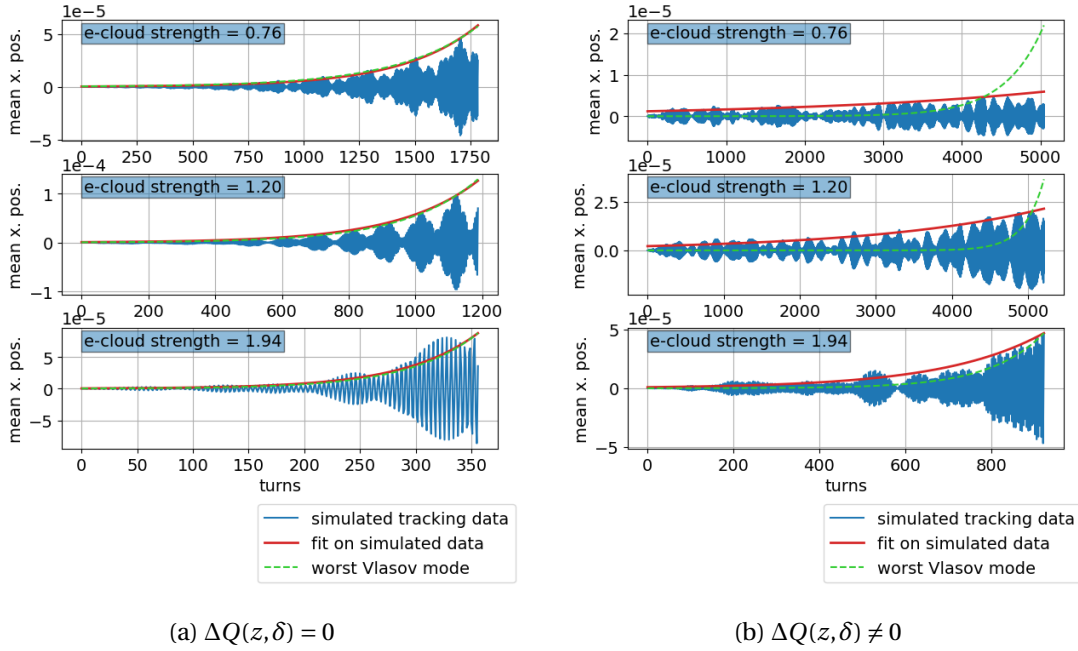 1e−5
e-cloud strength = 0.76
mean x. pos.
5
0
−5
0 250 500 750 1000 1250 1500 1750
1e−4
e-cloud strength = 1.20
mean x. pos.
1
0
−1
0 200 400 600 800 1000 1200
1e−5
e-cloud strength = 1.94
mean x. pos.
5
0
−5
0 50 100 150 200 250 300 350
turns
simulated tracking data
fit on simulated data
worst Vlasov mode
(a) ΔQ(z,δ) = 0
1e−5
e-cloud strength = 0.76
mean x. pos.
2
1
0
0 1000 2000 3000 4000 5000
1e−5
e-cloud strength = 1.20
mean x. pos.
2.5
0.0
0 1000 2000 3000 4000 5000
1e−5
e-cloud strength = 1.94
mean x. pos.
5
0
−5
0 200 400 600 800
turns
simulated tracking data
fit on simulated data
worst Vlasov mode
(b) ΔQ(z,δ) ≠ 0